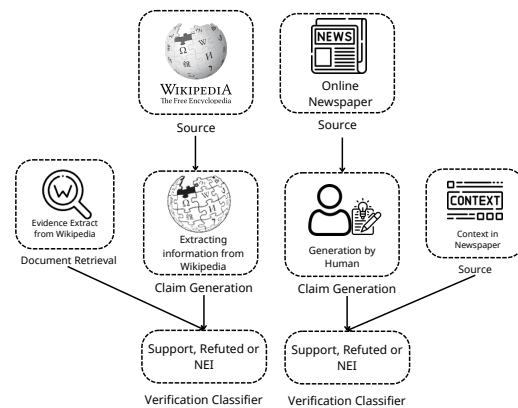 WIKIPEDIA
The Free Encyclopedia
Source
NEWS
Online
Newspaper
Source
Evidence Extract
from Wikipedia
Document Retrieval
Extracting
information from
Wikipedia
Claim Generation
Generation by
Human
Claim Generation
CONTEXT
Context in
Newspaper
Source
Support, Refuted or
NEI
Verification Classifier
Support, Refuted or
NEI
Verification Classifier